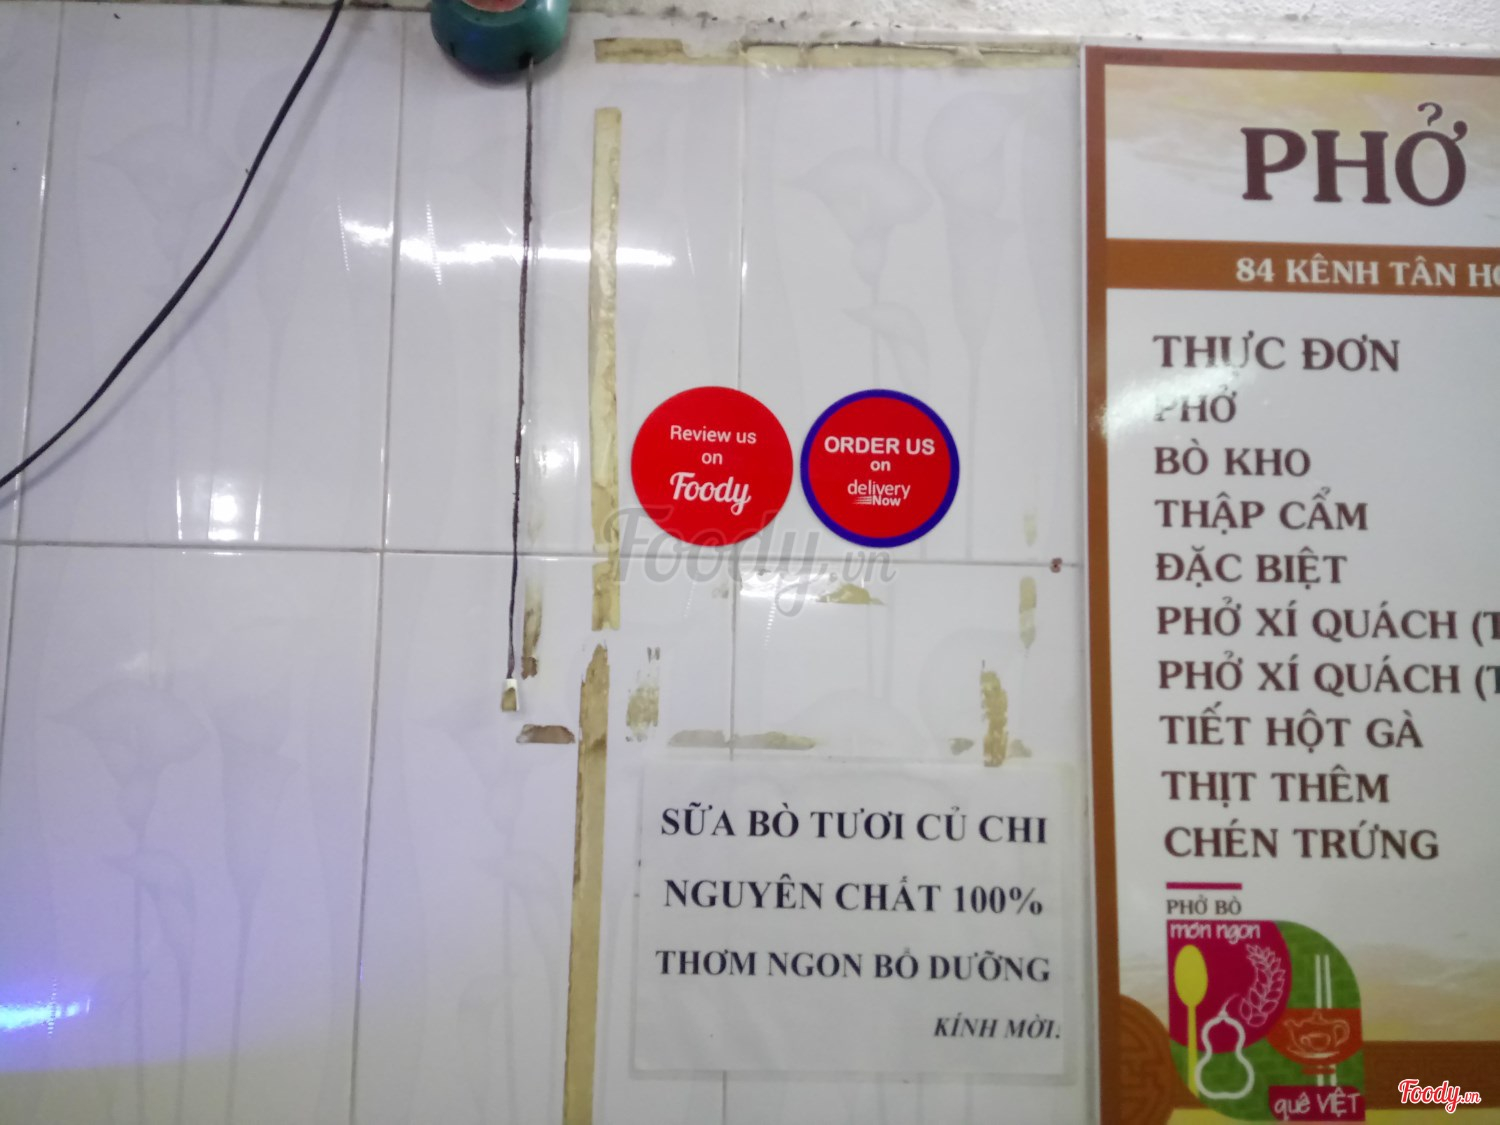 Review us
on
Foody
ORDER US
on
delivery
Now
Foody.vn
SỮA BÒ TƯƠI CỦ CHI
NGUYÊN CHẤT 100%
THƠM NGON BỔ DƯỠNG
KÍNH MỜI.
PHỞ
84 KÊNH TÂN
THỰC ĐƠN
PHỞ
BÒ KHO
THẬP CẨM
ĐẶC BIỆT
PHỞ XÍ QUÁCH (
PHỞ XÍ QUÁCH (
TIẾT HỘT GÀ
THỊT THÊM
CHÉN TRỨNG
PHỞ BÒ
món ngon
quê VIỆT
Foody.vn